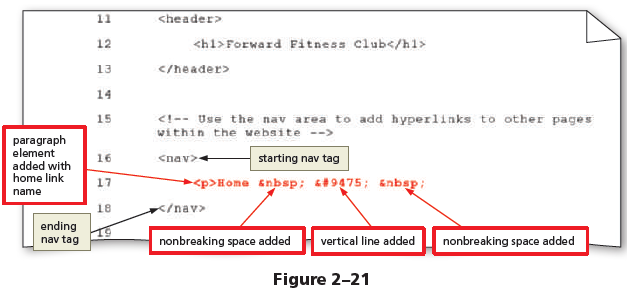 11 <header>
12 <h1>Forward Fitness Club</h1>
13 </header>
14
15 <!-- Use the nav area to add hyperlinks to other pages
within the website -->
paragraph
element
added with
home link
name
16 <nav>
starting nav tag
17 <p>Home &nbsp; &#9475; &nbsp;
ending
nav tag
18 </nav>
19
nonbreaking space added
vertical line added
nonbreaking space added
Figure 2–21